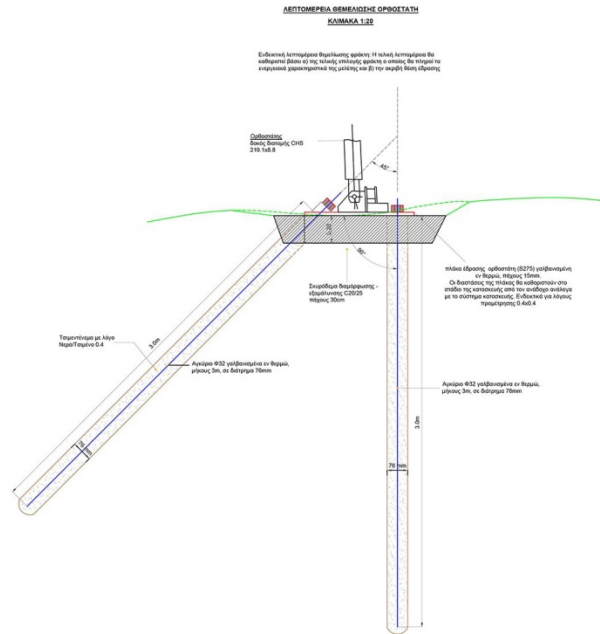 ΛΕΠΤΟΜΕΡΕΙΑ ΘΕΜΕΛΙΩΣΗΣ ΟΡΘΟΣΤΑΤΗ
ΚΛΙΜΑΚΑ 1:20
Ενδεικτική λεπτομέρεια θεμελίωσης φράκτη: Η τελική λεπτομέρεια θα
καθοριστεί βάσει α) της τελικής επιλογής φράκτη ο οποίος θα πληροί τα
ενεργειακά χαρακτηριστικά της μελέτης και β) την ακριβή θέση έδρασης
Ορθοστάτης
δοκός διατομής CHS
219.1x8.8
45°
0.20
90°
πλάκα έδρασης ορθοστάτη (S275) γαλβανισμένη
εν θερμώ, πάχους 15mm.
Οι διαστάσεις της πλάκας θα καθοριστούν στο
στάδιο της κατασκευής από τον ανάδοχο ανάλογα
με το σύστημα κατασκευής. Ενδεικτικά για λόγους
προμέτρησης 0.4x0.4
Σκυρόδεμα διαμόρφωσης -
εξομάλυνσης C20/25
πάχους 30cm
Τσιμεντένεμα με λόγο
Νερό/Τσιμένο 0.4
3.0m
Αγκύριο Φ32 γαλβανισμένα εν θερμώ,
μήκους 3m, σε διάτρημα 76mm
Αγκύριο Φ32 γαλβανισμένα εν θερμώ,
μήκους 3m, σε διάτρημα 76mm
3.0m
76 mm
76 mm